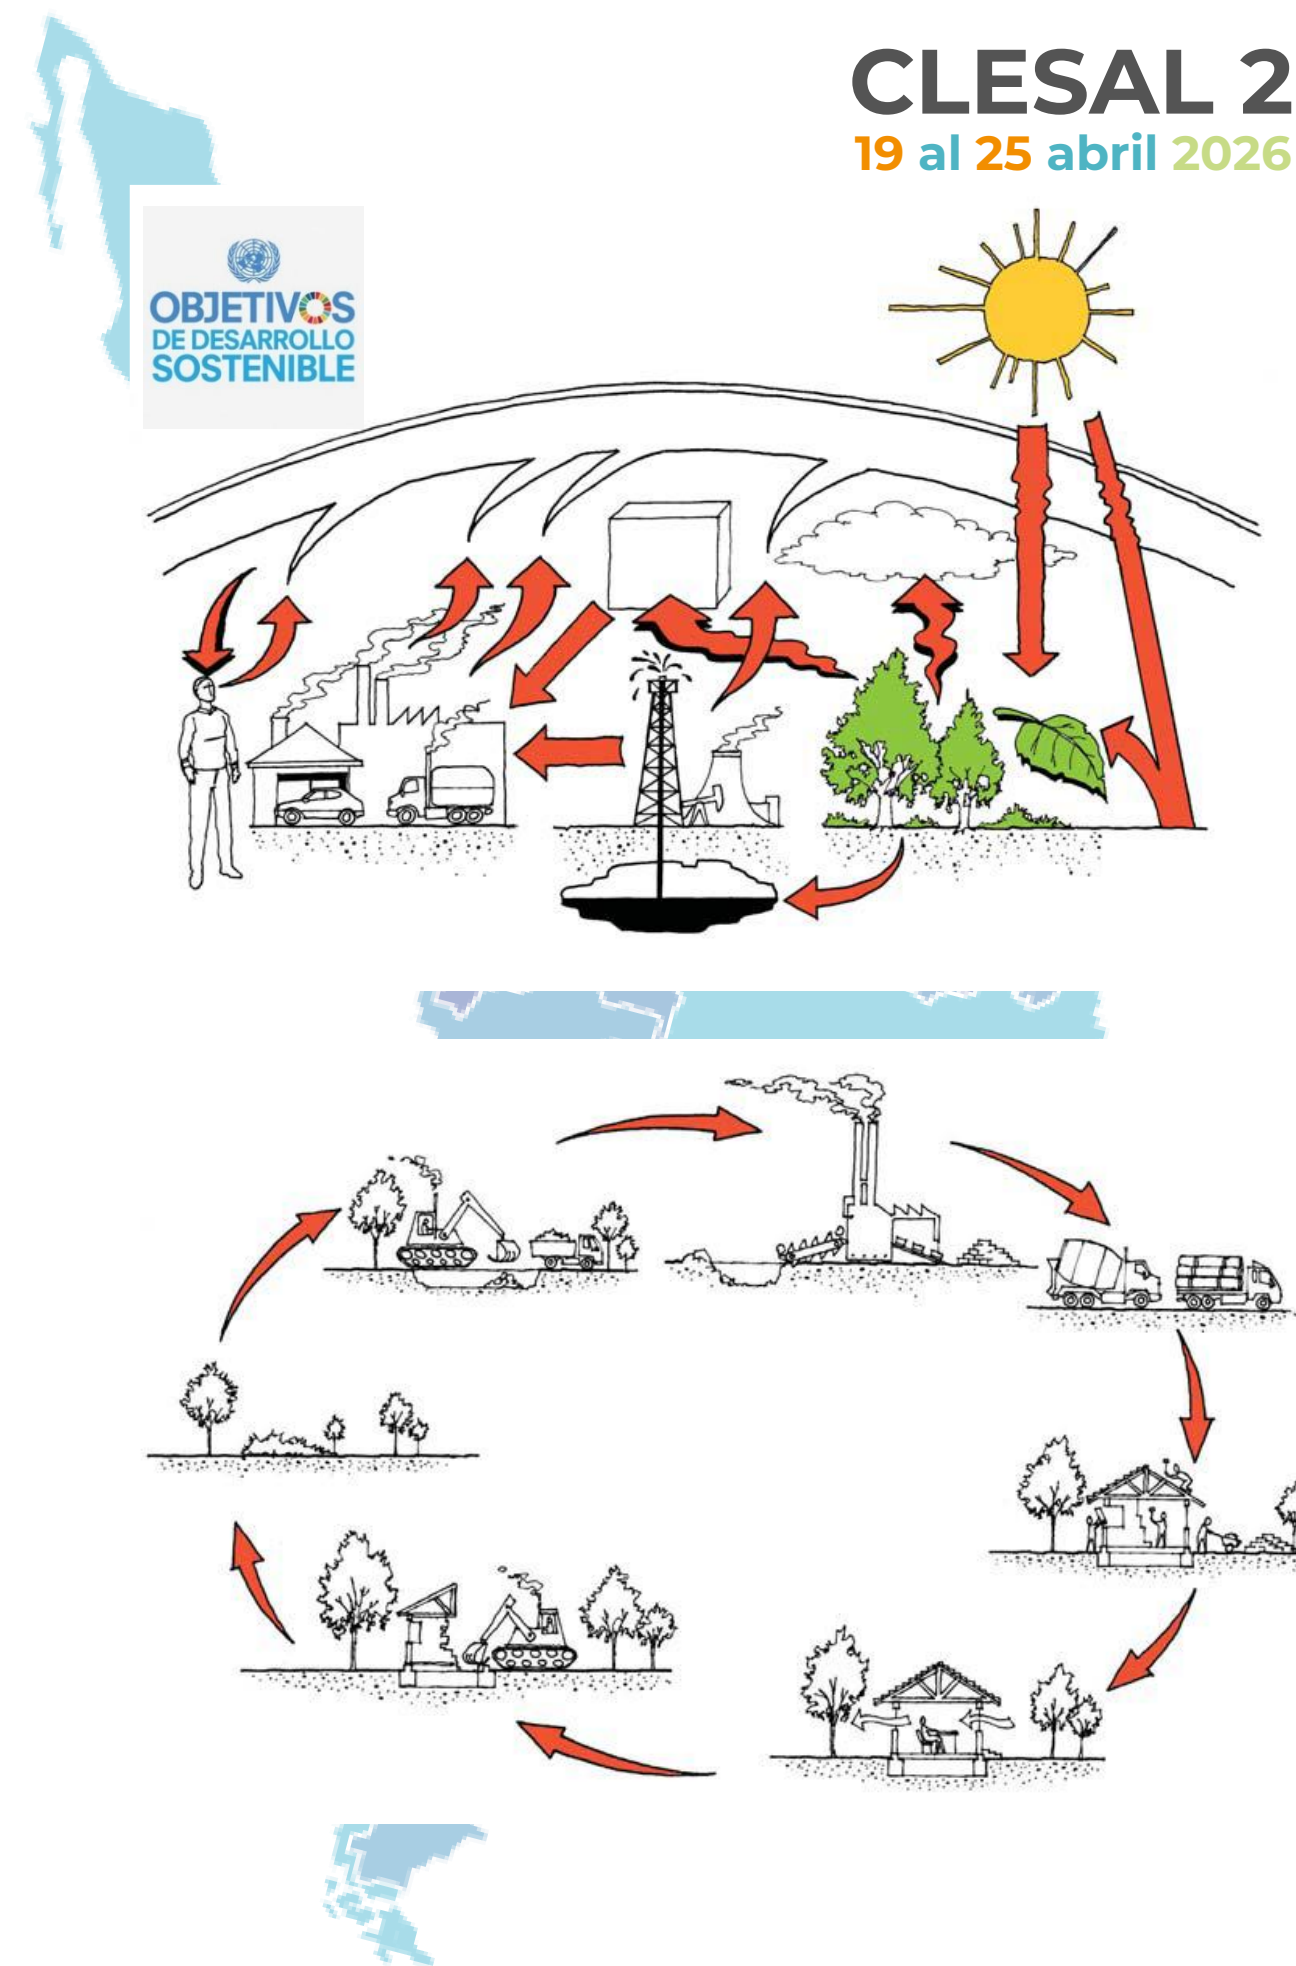 CLESAL 2
19 al 25 abril 2026
OBJETIVOS
DE DESARROLLO
SOSTENIBLE